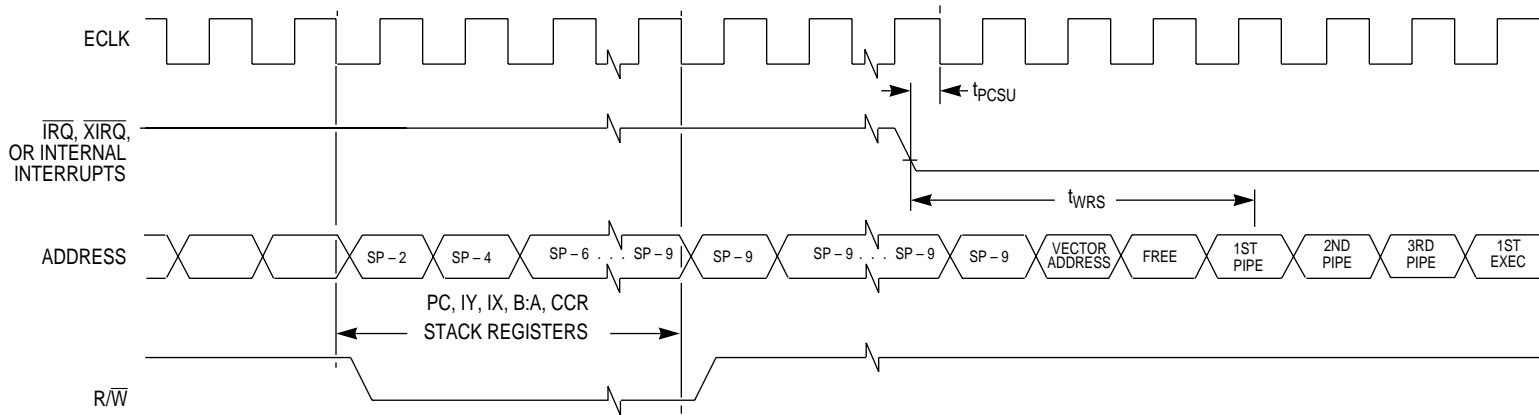 ECLK
t_PCSU
IRQ, XIRQ,
OR INTERNAL
INTERRUPTS
t_WRS
ADDRESS
SP – 2
SP – 4
SP – 6 . . . SP – 9
SP – 9
SP – 9 . . . SP – 9
SP – 9
VECTOR
ADDRESS
FREE
1ST
PIPE
2ND
PIPE
3RD
PIPE
1ST
EXEC
PC, IY, IX, B:A, CCR
STACK REGISTERS
R/W